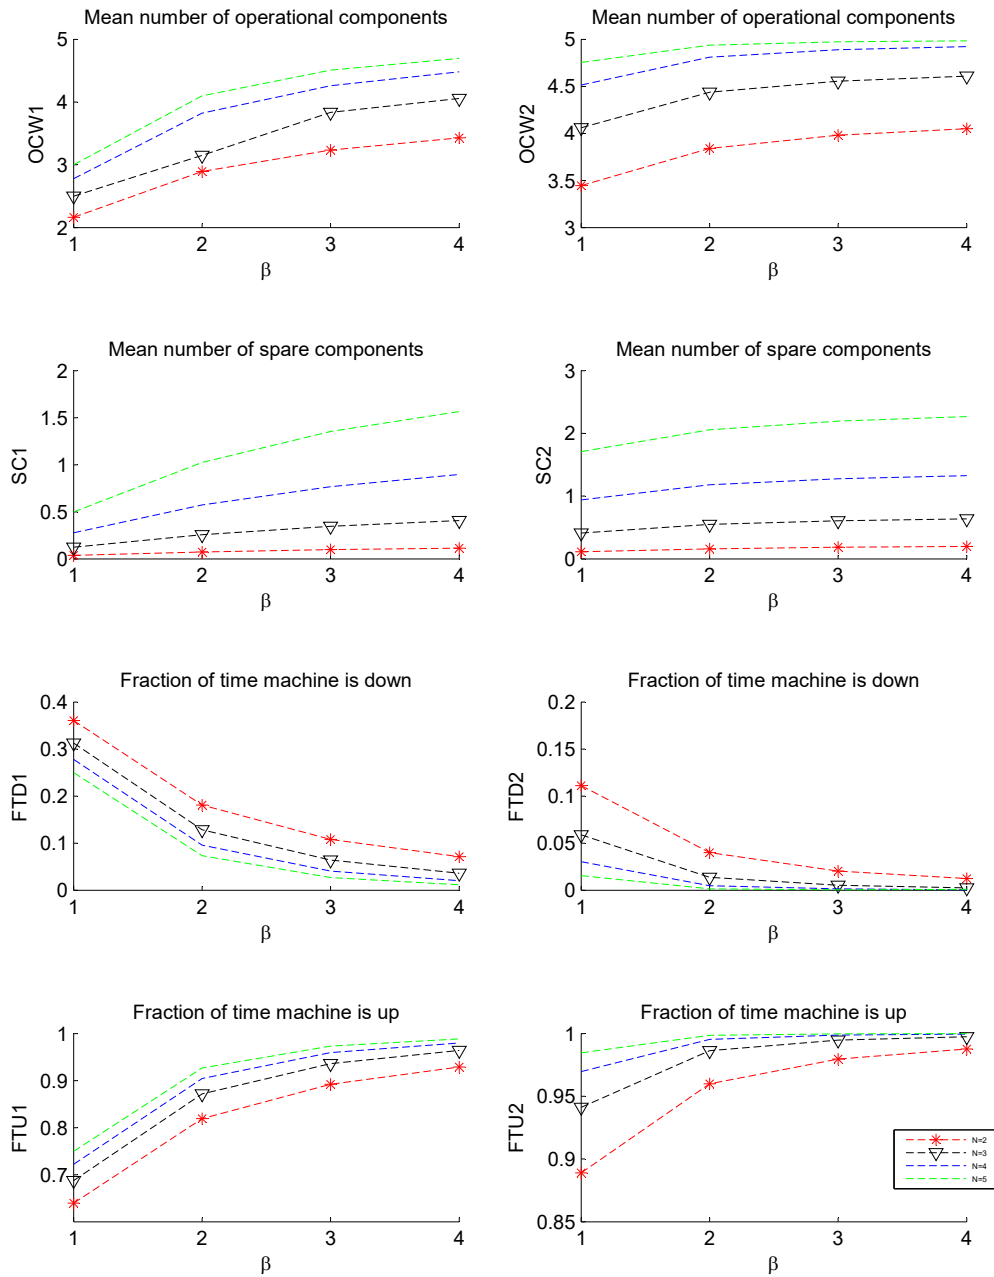 Mean number of operational components
5
4
3
2
OCW1
1 2 3 4
β
Mean number of operational components
5
4.5
4
3.5
3
OCW2
1 2 3 4
β
Mean number of spare components
2
1.5
1
0.5
0
SC1
1 2 3 4
β
Mean number of spare components
3
2
1
0
SC2
1 2 3 4
β
Fraction of time machine is down
0.4
0.3
0.2
0.1
0
FTD1
1 2 3 4
β
Fraction of time machine is down
0.2
0.15
0.1
0.05
0
FTD2
1 2 3 4
β
Fraction of time machine is up
1
0.9
0.8
0.7
FTU1
1 2 3 4
β
Fraction of time machine is up
1
0.95
0.9
0.85
FTU2
1 2 3 4
β
N=2
N=3
N=4
N=5